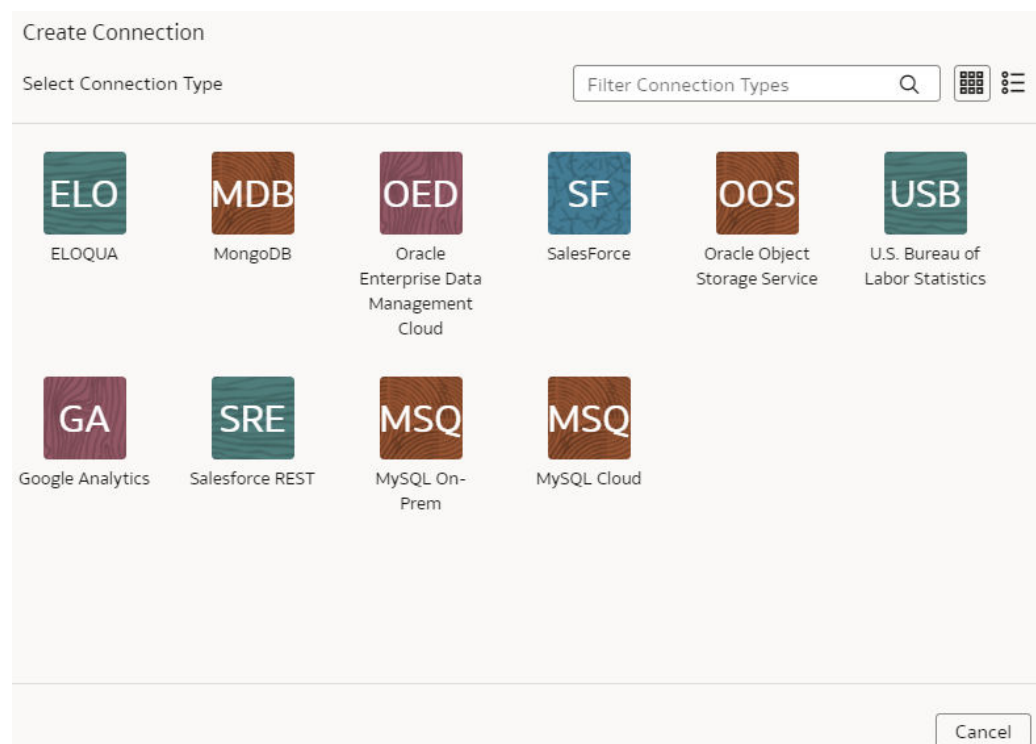 Create Connection
Select Connection Type
Filter Connection Types
ELO
MDB
OED
SF
OOS
USB
ELOQUA
MongoDB
Oracle
Enterprise Data
Management
Cloud
SalesForce
Oracle Object
Storage Service
U.S. Bureau of
Labor Statistics
GA
SRE
MSQ
MSQ
Google Analytics
Salesforce REST
MySQL On-
Prem
MySQL Cloud
Cancel